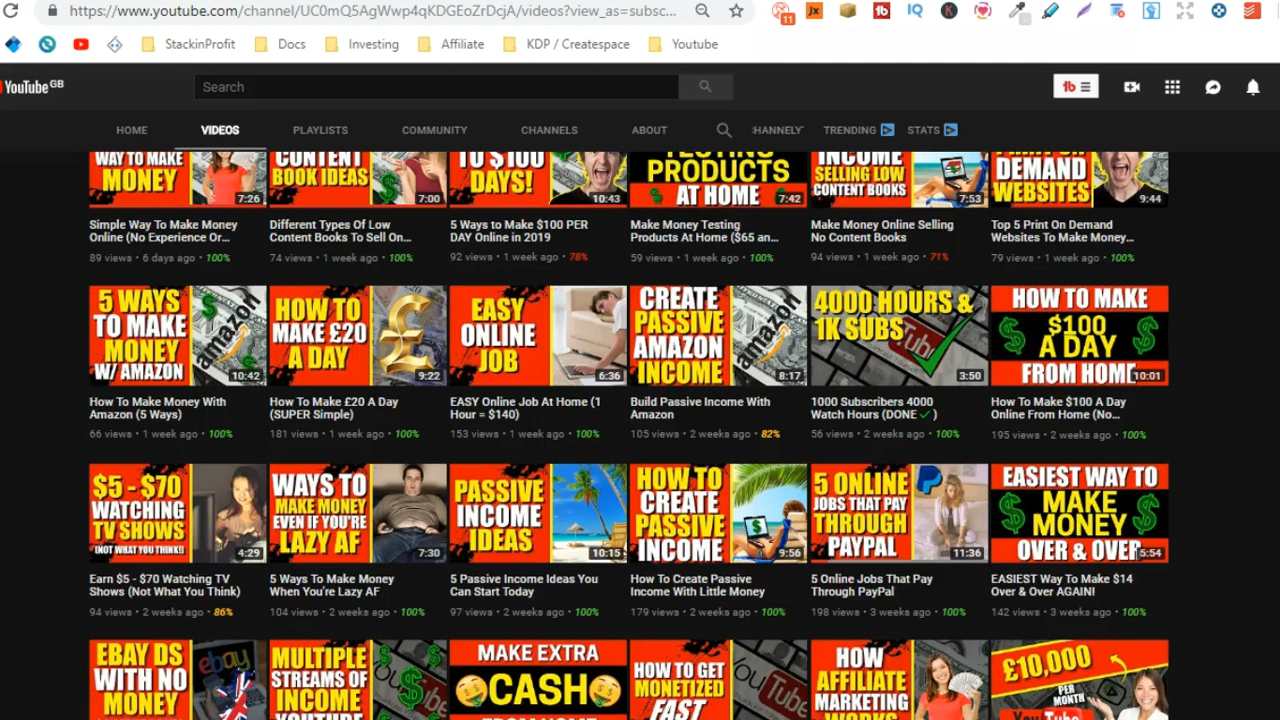 https://www.youtube.com/channel/UC0mQ5AgWwp4qKDGEoZrDcjA/videos?view_as=subsc...
11
JX
tb
IQ
K
StackinProfit
Docs
Investing
Affiliate
KDP / Createspace
Youtube
YouTube GB
Search
tb
HOME
VIDEOS
PLAYLISTS
COMMUNITY
CHANNELS
ABOUT
HANNELY
TRENDING
STATS
WAY TO MAKE
MONEY
7:26
CONTENT
BOOK IDEAS
7:00
TO $100
DAYS!
10:43
TESTING
PRODUCTS
AT HOME
7:42
INCOME
SELLING LOW
CONTENT BOOKS
7:53
DEMAND
WEBSITES
9:44
Simple Way To Make Money
Online (No Experience Or...
89 views • 6 days ago • 100%
Different Types Of Low
Content Books To Sell On...
74 views • 1 week ago • 100%
5 Ways to Make $100 PER
DAY Online in 2019
92 views • 1 week ago • 78%
Make Money Testing
Products At Home ($65 an...
59 views • 1 week ago • 100%
Make Money Online Selling
No Content Books
94 views • 1 week ago • 71%
Top 5 Print On Demand
Websites To Make Money...
79 views • 1 week ago • 100%
5 WAYS
TO MAKE
MONEY
W/ AMAZON
amazon
10:42
HOW TO
MAKE £20
A DAY
£
9:22
EASY
ONLINE
JOB
6:36
CREATE
PASSIVE
AMAZON
INCOME
amazon
8:17
4000 HOURS &
1K SUBS
3:50
HOW TO MAKE
$100
A DAY
FROM HOME
10:01
How To Make Money With
Amazon (5 Ways)
66 views • 1 week ago • 100%
How To Make £20 A Day
(SUPER Simple)
181 views • 1 week ago • 100%
EASY Online Job At Home (1
Hour = $140)
153 views • 1 week ago • 100%
Build Passive Income With
Amazon
105 views • 2 weeks ago • 82%
1000 Subscribers 4000
Watch Hours (DONE ✓ )
56 views • 2 weeks ago • 100%
How To Make $100 A Day
Online From Home (No...
195 views • 2 weeks ago • 100%
$5 - $70
WATCHING
TV SHOWS
(NOT WHAT YOU THINK!)
4:29
WAYS TO
MAKE MONEY
EVEN IF YOU'RE
LAZY AF
7:30
PASSIVE
INCOME
IDEAS
10:15
HOW TO
CREATE
PASSIVE
INCOME
9:56
5 ONLINE
JOBS THAT PAY
THROUGH
PAYPAL
11:36
EASIEST WAY TO
MAKE
MONEY
OVER & OVER
5:54
Earn $5 - $70 Watching TV
Shows (Not What You Think)
94 views • 2 weeks ago • 86%
5 Ways To Make Money
When You're Lazy AF
104 views • 2 weeks ago • 100%
5 Passive Income Ideas You
Can Start Today
97 views • 2 weeks ago • 100%
How To Create Passive
Income With Little Money
179 views • 2 weeks ago • 100%
5 Online Jobs That Pay
Through PayPal
198 views • 3 weeks ago • 100%
EASIEST Way To Make $14
Over & Over AGAIN!
142 views • 3 weeks ago • 100%
EBAY DS
WITH NO
MONEY
ebay
MULTIPLE
STREAMS OF
INCOME
MAKE EXTRA
CASH
FROM HOME
HOW TO GET
MONETIZED
FAST
HOW
AFFILIATE
MARKETING
WORKS
£10,000
PER
MONTH